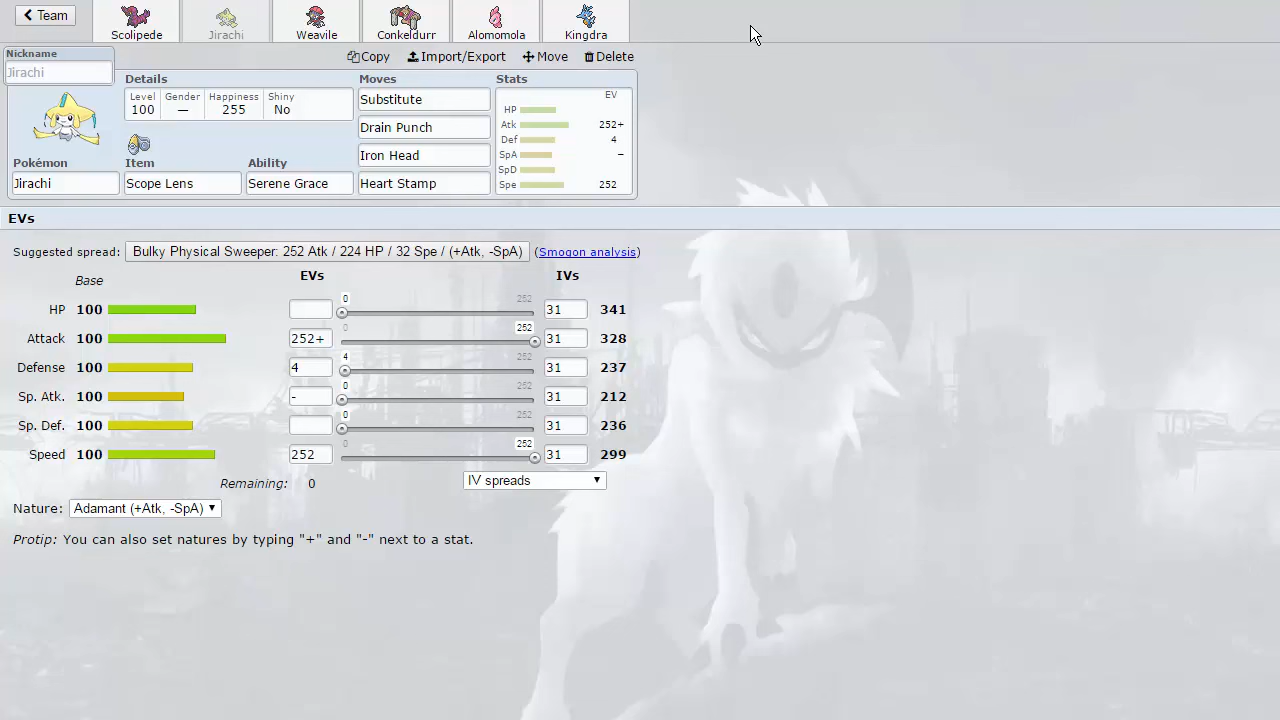 Team
Scolipede
Jirachi
Weavile
Conkeldurr
Alomomola
Kingdra
Nickname
Jirachi
Copy
Import/Export
Move
Delete
Details
Level
100
Gender
—
Happiness
255
Shiny
No
Pokémon
Jirachi
Item
Scope Lens
Ability
Serene Grace
Moves
Substitute
Drain Punch
Iron Head
Heart Stamp
Stats
EV
HP
Atk 252+
Def 4
SpA −
SpD
Spe 252
EVs
Suggested spread: Bulky Physical Sweeper: 252 Atk / 224 HP / 32 Spe / (+Atk, -SpA) (Smogon analysis)
Base EVs IVs
HP 100 0 252 31 341
Attack 100 252+ 0 252 31 328
Defense 100 4 4 252 31 237
Sp. Atk. 100 - 0 252 31 212
Sp. Def. 100 0 252 31 236
Speed 100 252 0 252 31 299
Remaining: 0 IV spreads
Nature: Adamant (+Atk, -SpA)
Protip: You can also set natures by typing "+" and "-" next to a stat.